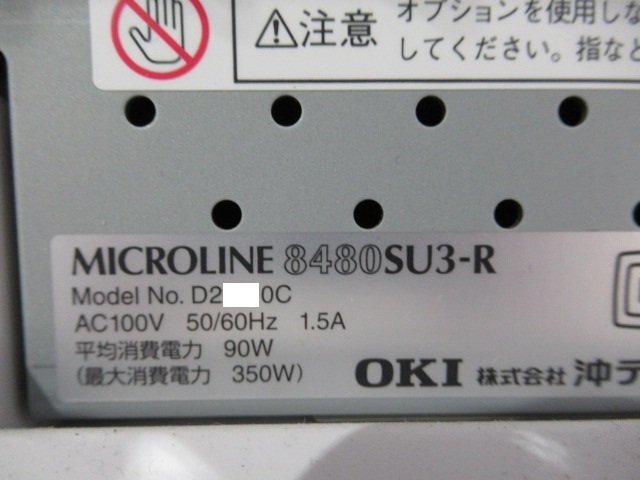 ⚠注意
オプションを使用しな
してください。指など
MICROLINE 8480SU3-R
Model No. D2 0C
AC100V 50/60Hz 1.5A
平均消費電力 90W
(最大消費電力 350W)
OKI 株式会社 沖デ